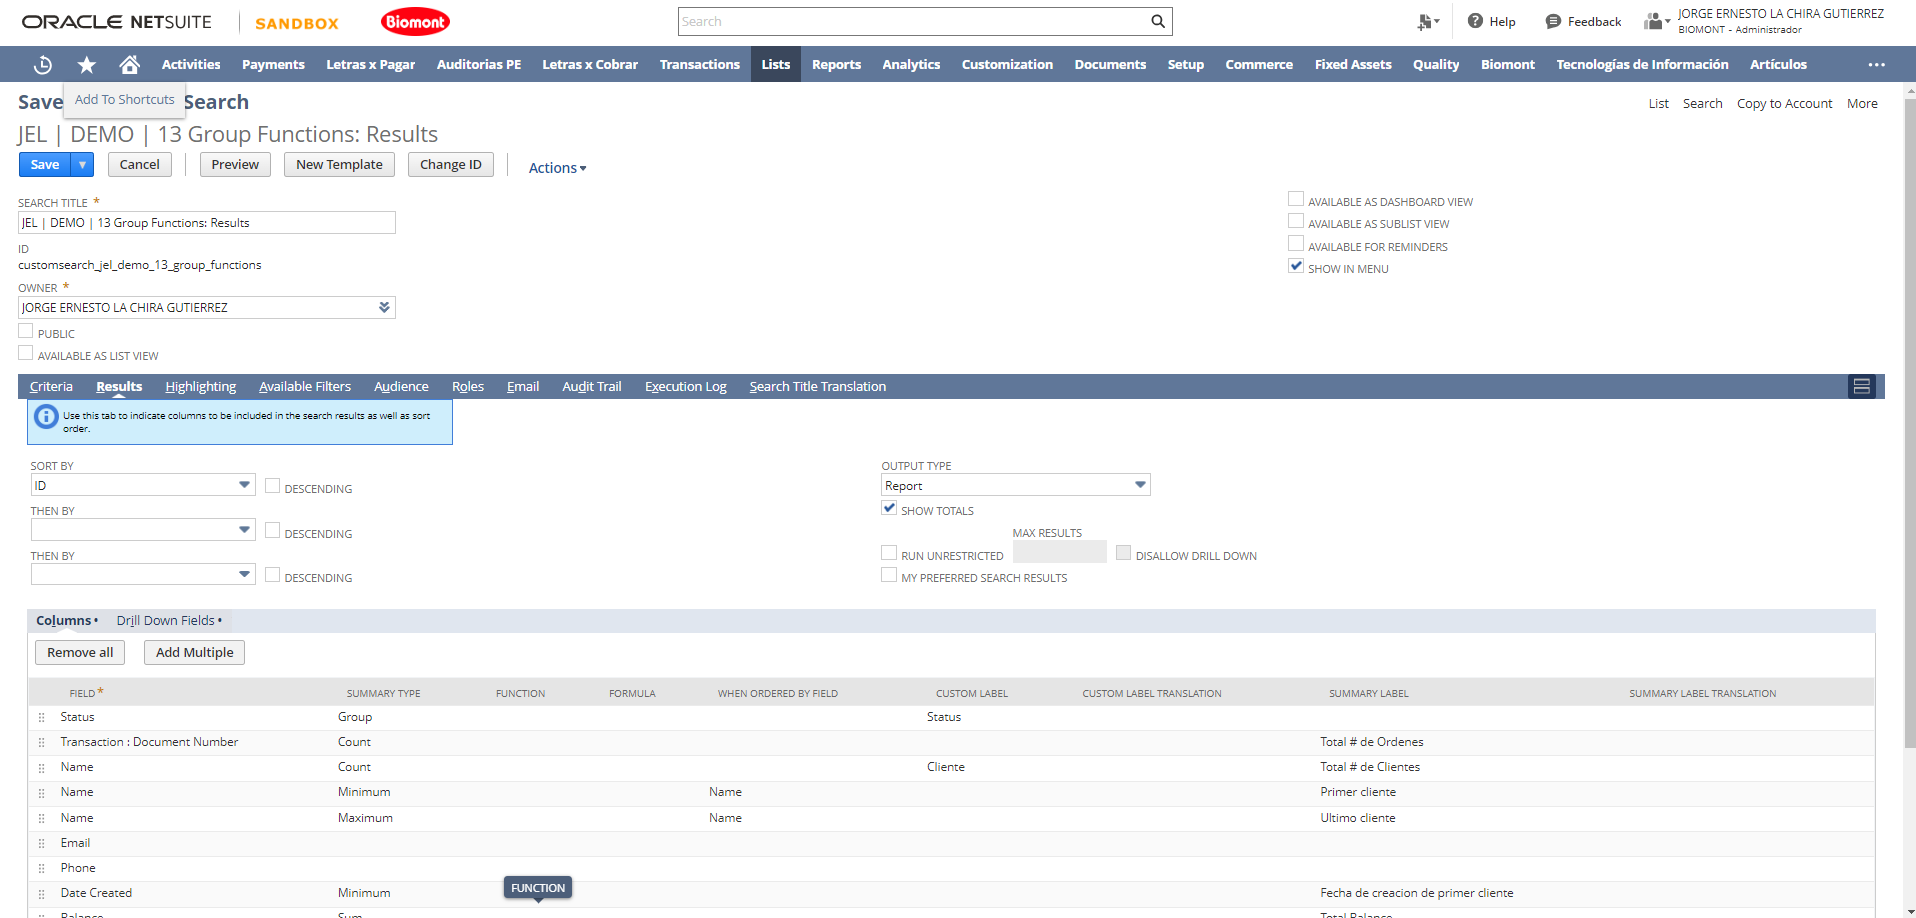 ORACLE NETSUITE SANDBOX Biomont Search Help Feedback JORGE ERNESTO LA CHIRA GUTIERREZ
BIOMONT - Administrador
Activities Payments Letras x Pagar Auditorias PE Letras x Cobrar Transactions Lists Reports Analytics Customization Documents Setup Commerce Fixed Assets Quality Biomont Tecnologías de Información Artículos
Save Search List Search Copy to Account More
Add To Shortcuts
JEL | DEMO | 13 Group Functions: Results
Save Cancel Preview New Template Change ID Actions
SEARCH TITLE *
JEL | DEMO | 13 Group Functions: Results
ID
customsearch_jel_demo_13_group_functions
OWNER *
JORGE ERNESTO LA CHIRA GUTIERREZ
PUBLIC
AVAILABLE AS LIST VIEW
AVAILABLE AS DASHBOARD VIEW
AVAILABLE AS SUBLIST VIEW
AVAILABLE FOR REMINDERS
SHOW IN MENU
Criteria Results Highlighting Available Filters Audience Roles Email Audit Trail Execution Log Search Title Translation
Use this tab to indicate columns to be included in the search results as well as sort
order.
SORT BY
ID DESCENDING
THEN BY
DESCENDING
THEN BY
DESCENDING
OUTPUT TYPE
Report
SHOW TOTALS
MAX RESULTS
RUN UNRESTRICTED DISALLOW DRILL DOWN
MY PREFERRED SEARCH RESULTS
Columns • Drill Down Fields •
Remove all Add Multiple
FIELD * SUMMARY TYPE FUNCTION FORMULA WHEN ORDERED BY FIELD CUSTOM LABEL CUSTOM LABEL TRANSLATION SUMMARY LABEL SUMMARY LABEL TRANSLATION
Status Group Status
Transaction : Document Number Count Total # de Ordenes
Name Count Cliente Total # de Clientes
Name Minimum Name Primer cliente
Name Maximum Name Ultimo cliente
Email
Phone
Date Created Minimum Fecha de creacion de primer cliente
FUNCTION
Balance Sum Total Balance